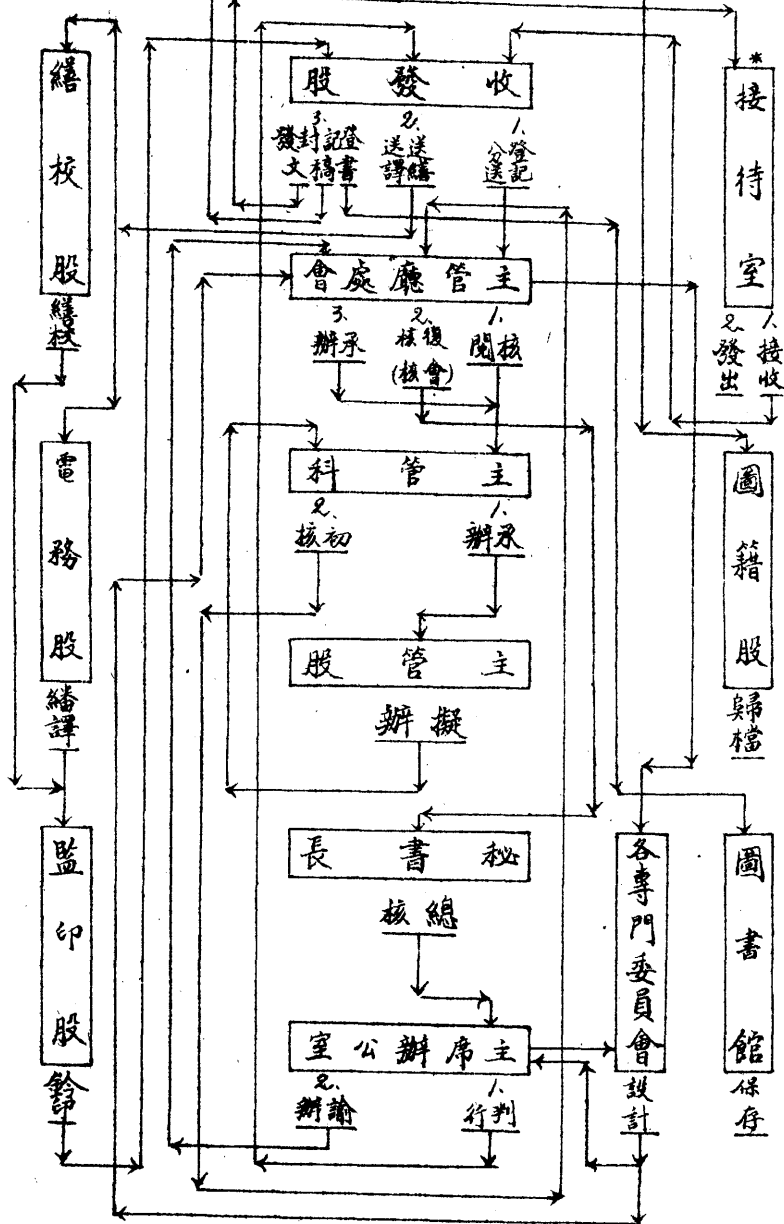 *
接待室
1. 接收
2. 發出
圖籍股
歸檔
圖書館
保存
各專門委員會
設計
收發股
1. 登記分送
2. 送繕送譯
3. 登記封發書稿文
主管廳處會
1. 核閱
2. 復核(會核)
3. 承辦
主管科
1. 承辦
2. 初核
主管股
擬辦
秘書長
總核
主席辦公室
1. 判行
2. 諭辦
繕校股
繕校
電務股
繙譯
監印股
鈐印